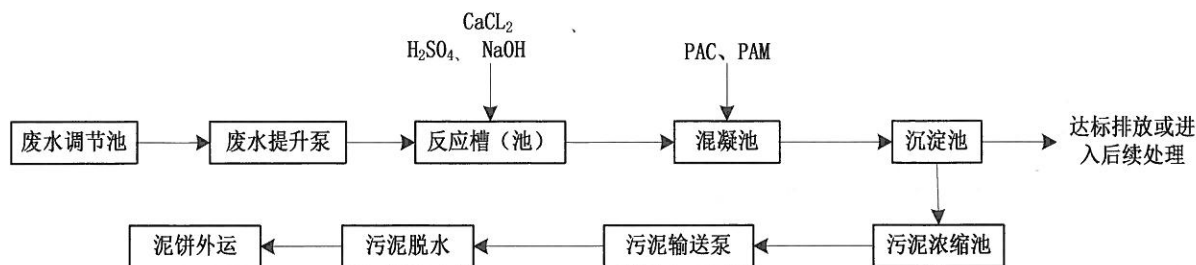 CaCL₂
H₂SO₄、 NaOH
PAC、PAM
废水调节池
废水提升泵
反应槽（池）
混凝池
沉淀池
达标排放或进
入后续处理
泥饼外运
污泥脱水
污泥输送泵
污泥浓缩池